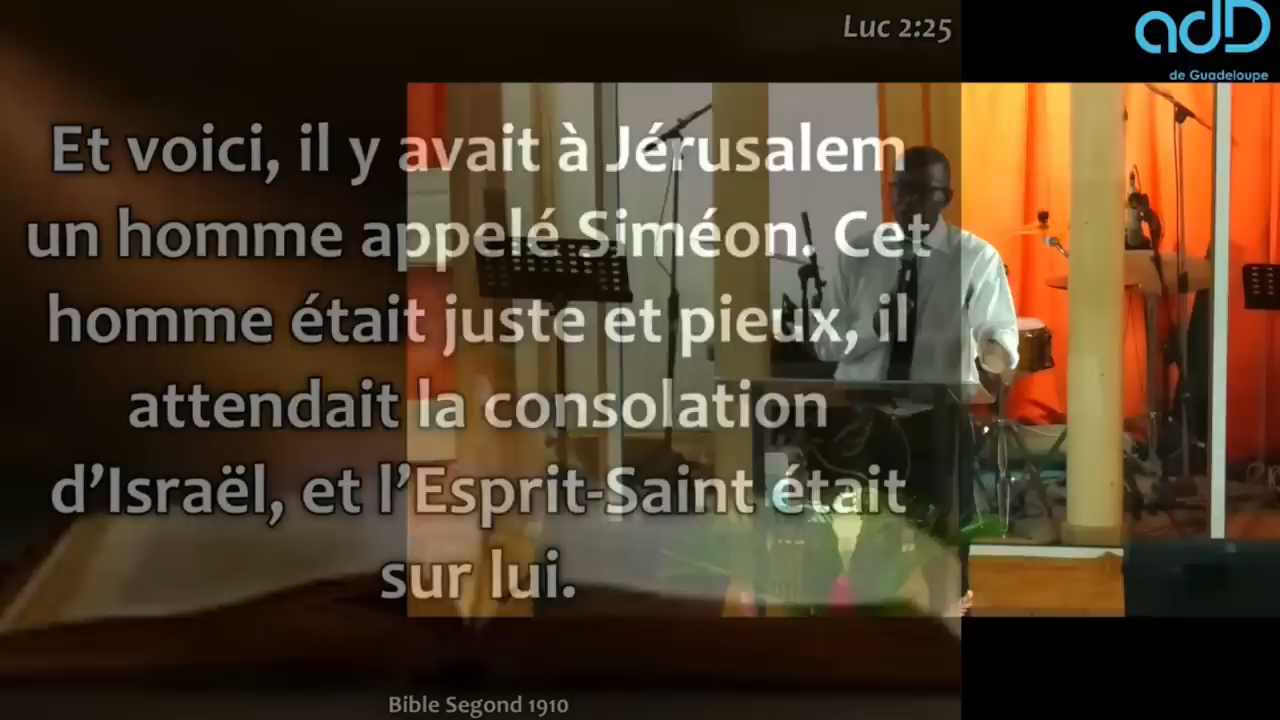 Luc 2:25
adD
de Guadeloupe
Et voici, il y avait à Jérusalem
un homme appelé Siméon. Cet
homme était juste et pieux, il
attendait la consolation
d’Israël, et l’Esprit-Saint était
sur lui.
Bible Segond 1910